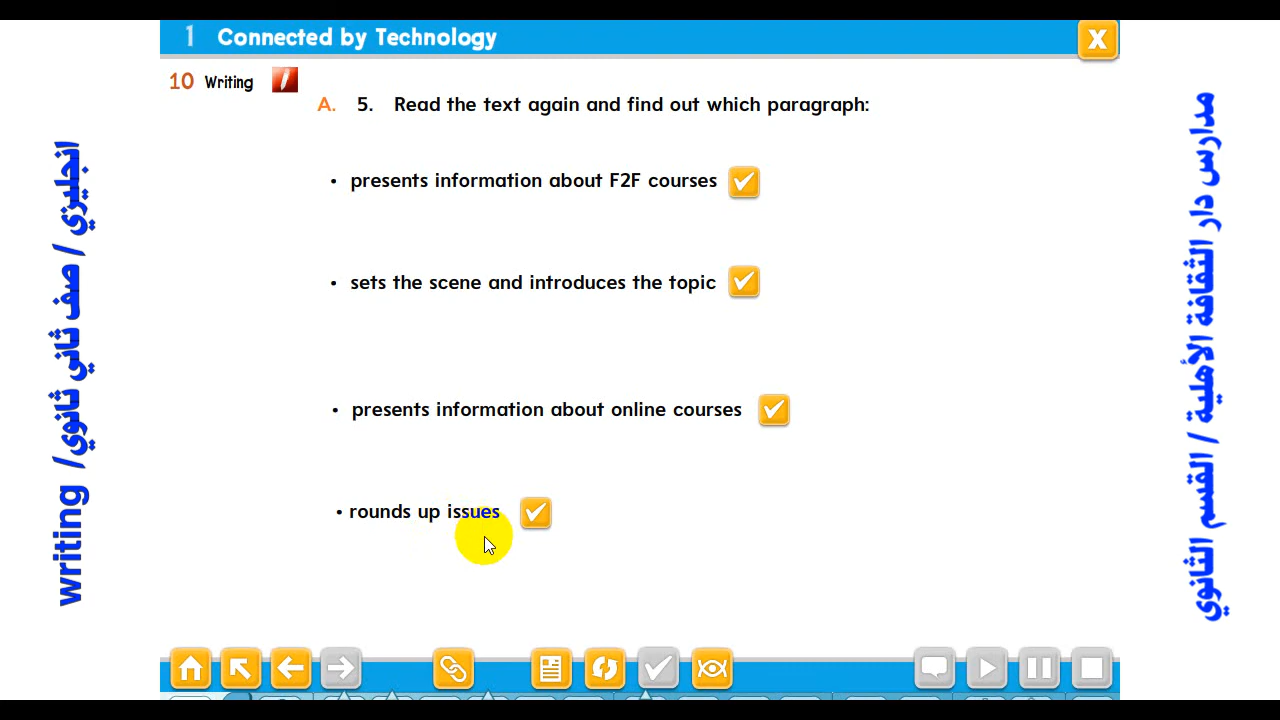 1 Connected by Technology
X
10 Writing
A. 5. Read the text again and find out which paragraph:
• presents information about F2F courses
• sets the scene and introduces the topic
• presents information about online courses
• rounds up issues
انجليزي / صف ثاني ثانوي/ writing
مدارس دار الثقافة الأهلية / القسم الثانوي